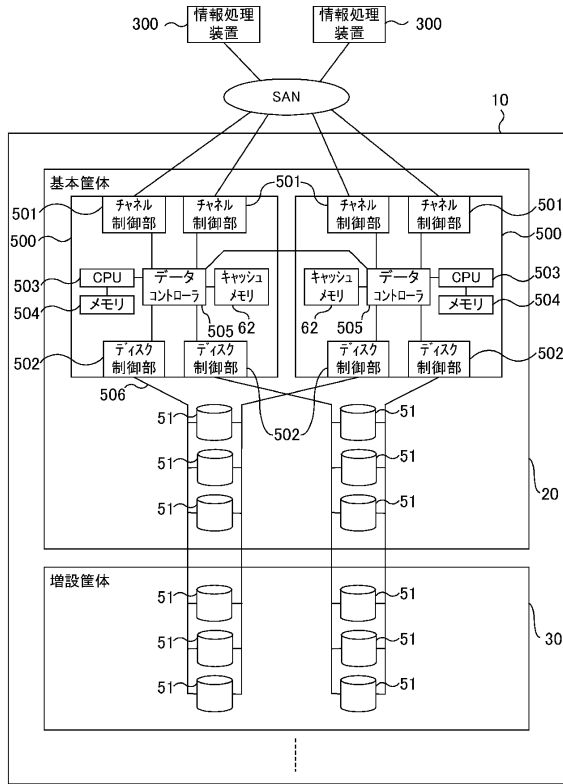 300 情報処理 装置
情報処理 装置 300
SAN
10
基本筐体
501 チャネル 制御部
チャネル 制御部
501
チャネル 制御部
チャネル 制御部 501
500
500
503 CPU
データ コントローラ
キャッシュ メモリ
キャッシュ メモリ
データ コントローラ
CPU 503
504 メモリ
メモリ 504
505
62
62
505
502 ディスク 制御部
ディスク 制御部
ディスク 制御部
ディスク 制御部 502
506
502
51
51
51
51
51
51
20
増設筐体
51
51
51
51
51
51
30